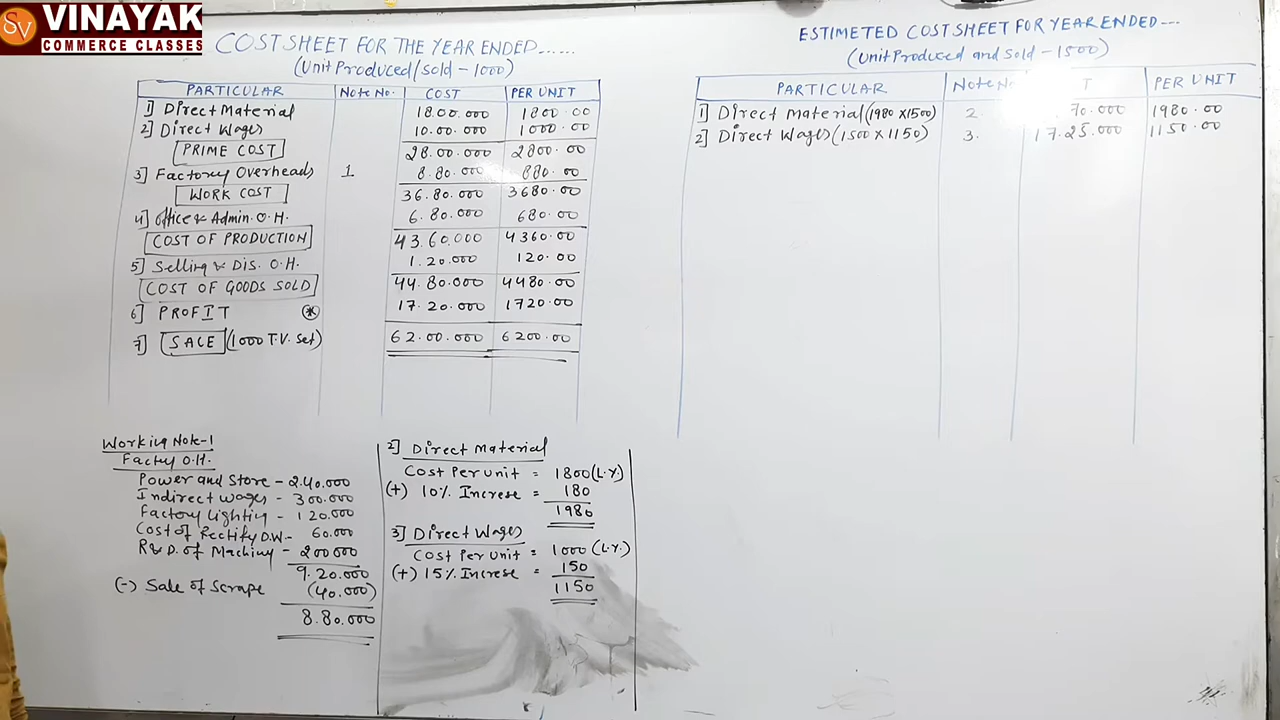 SV VINAYAK
COMMERCE CLASSES
COST SHEET FOR THE YEAR ENDED......
(Unit Produced/Sold - 1000)
PARTICULAR Note No. COST PER UNIT
1] Direct Material 18.00.000 1800.00
2] Direct Wages 10.00.000 1000.00
PRIME COST 28.00.000 2800.00
3] Factory Overheads 1. 8.80.000 880.00
WORK COST 36.80.000 3680.00
4] Office & Admin. O.H. 6.80.000 680.00
COST OF PRODUCTION 43.60.000 4360.00
5] Selling & Dis. O.H. 1.20.000 120.00
COST OF GOODS SOLD 44.80.000 4480.00
6] PROFIT * 17.20.000 1720.00
7] SALE (1000 T.V. Set) 62.00.000 6200.00
ESTIMETED COST SHEET FOR YEAR ENDED....
(Unit Produced and Sold - 1500)
PARTICULAR Note T PER UNIT
1] Direct Material (1980 X1500) 2. 70.000 1980.00
2] Direct Wages (1500 X 1150) 3. 17.25.000 1150.00
Working Note-1
Facty O.H.
Power and Store - 2.40.000
Indirect Wages - 300.000
Factory Lightin - 120.000
Cost of Rectify D.W- 60.000
R&D. of Machiny - 200000
9.20.000
(-) Sale of Scrape (40.000)
8.80.000
2] Direct Material
Cost Per Unit = 1800 (L.Y.)
(+) 10% Increse = 180
1980
3] Direct Wages
Cost Per Unit = 1000 (L.Y.)
(+) 15% Increse = 150
1150